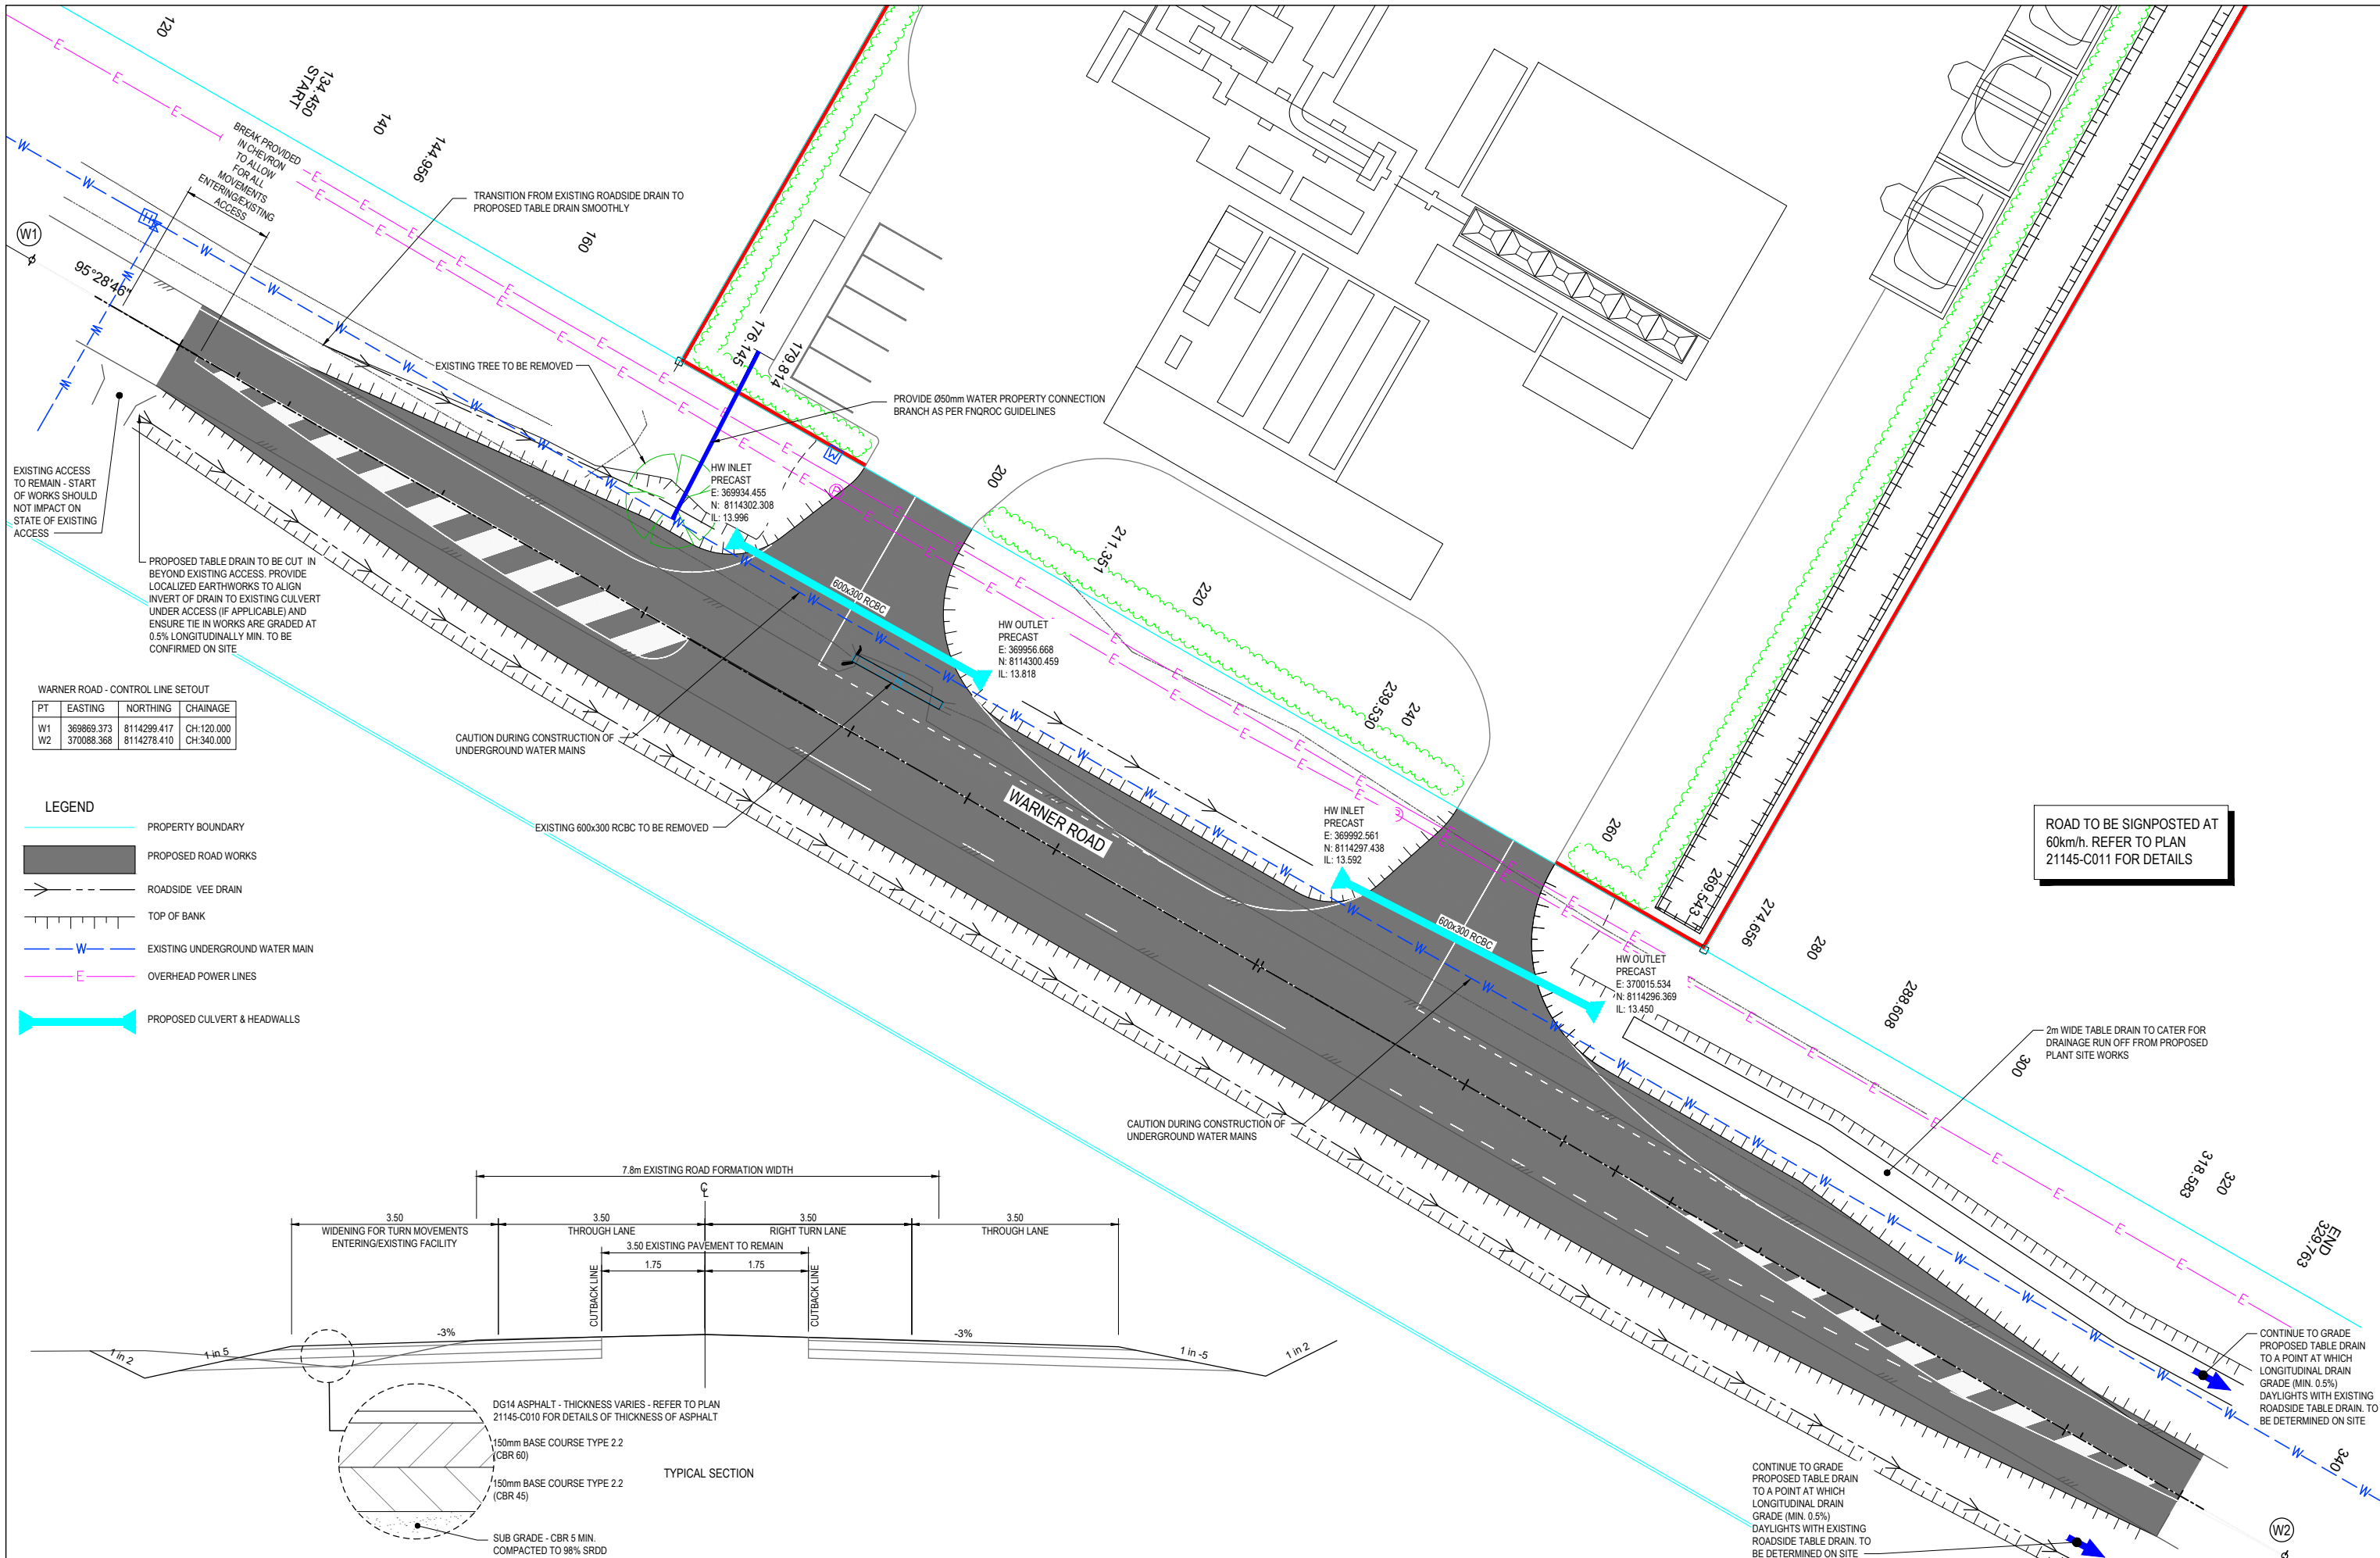 120
134.450
START
140
144.956
160
176.145
179.814
200
211.351
220
239.530
240
260
269.543
274.656
280
288.608
300
318.583
320
END
329.763
340
BREAK PROVIDED
IN CHEVRON
TO ALLOW
FOR ALL
MOVEMENTS
ENTERING/EXISTING
ACCESS
TRANSITION FROM EXISTING ROADSIDE DRAIN TO
PROPOSED TABLE DRAIN SMOOTHLY
W1
95°28'46"
EXISTING TREE TO BE REMOVED
PROVIDE Ø50mm WATER PROPERTY CONNECTION
BRANCH AS PER FNQROC GUIDELINES
HW INLET
PRECAST
E: 369934.455
N: 8114302.308
IL: 13.996
EXISTING ACCESS
TO REMAIN - START
OF WORKS SHOULD
NOT IMPACT ON
STATE OF EXISTING
ACCESS
PROPOSED TABLE DRAIN TO BE CUT IN
BEYOND EXISTING ACCESS. PROVIDE
LOCALIZED EARTHWORKS TO ALIGN
INVERT OF DRAIN TO EXISTING CULVERT
UNDER ACCESS (IF APPLICABLE) AND
ENSURE TIE IN WORKS ARE GRADED AT
0.5% LONGITUDINALLY MIN. TO BE
CONFIRMED ON SITE
600x300 RCBC
HW OUTLET
PRECAST
E: 369956.668
N: 8114300.459
IL: 13.818
WARNER ROAD - CONTROL LINE SETOUT
PT EASTING NORTHING CHAINAGE
W1 369869.373 8114299.417 CH:120.000
W2 370088.368 8114278.410 CH:340.000
CAUTION DURING CONSTRUCTION OF
UNDERGROUND WATER MAINS
EXISTING 600x300 RCBC TO BE REMOVED
WARNER ROAD
HW INLET
PRECAST
E: 369992.561
N: 8114297.438
IL: 13.592
600x300 RCBC
HW OUTLET
PRECAST
E: 370015.534
N: 8114296.369
IL: 13.450
ROAD TO BE SIGNPOSTED AT
60km/h. REFER TO PLAN
21145-C011 FOR DETAILS
LEGEND
PROPERTY BOUNDARY
PROPOSED ROAD WORKS
ROADSIDE VEE DRAIN
TOP OF BANK
W
EXISTING UNDERGROUND WATER MAIN
E
OVERHEAD POWER LINES
PROPOSED CULVERT & HEADWALLS
2m WIDE TABLE DRAIN TO CATER FOR
DRAINAGE RUN OFF FROM PROPOSED
PLANT SITE WORKS
CAUTION DURING CONSTRUCTION OF
UNDERGROUND WATER MAINS
7.8m EXISTING ROAD FORMATION WIDTH
CL
3.50 3.50 3.50 3.50
WIDENING FOR TURN MOVEMENTS
ENTERING/EXISTING FACILITY
THROUGH LANE
RIGHT TURN LANE
THROUGH LANE
3.50 EXISTING PAVEMENT TO REMAIN
1.75 1.75
CUTBACK LINE
CUTBACK LINE
-3%
-3%
1 in 2
1 in 5
1 in -5
1 in 2
DG14 ASPHALT - THICKNESS VARIES - REFER TO PLAN
21145-C010 FOR DETAILS OF THICKNESS OF ASPHALT
150mm BASE COURSE TYPE 2.2
(CBR 60)
150mm BASE COURSE TYPE 2.2
(CBR 45)
SUB GRADE - CBR 5 MIN.
COMPACTED TO 98% SRDD
TYPICAL SECTION
CONTINUE TO GRADE
PROPOSED TABLE DRAIN
TO A POINT AT WHICH
LONGITUDINAL DRAIN
GRADE (MIN. 0.5%)
DAYLIGHTS WITH EXISTING
ROADSIDE TABLE DRAIN. TO
BE DETERMINED ON SITE
CONTINUE TO GRADE
PROPOSED TABLE DRAIN
TO A POINT AT WHICH
LONGITUDINAL DRAIN
GRADE (MIN. 0.5%)
DAYLIGHTS WITH EXISTING
ROADSIDE TABLE DRAIN. TO
BE DETERMINED ON SITE
W2